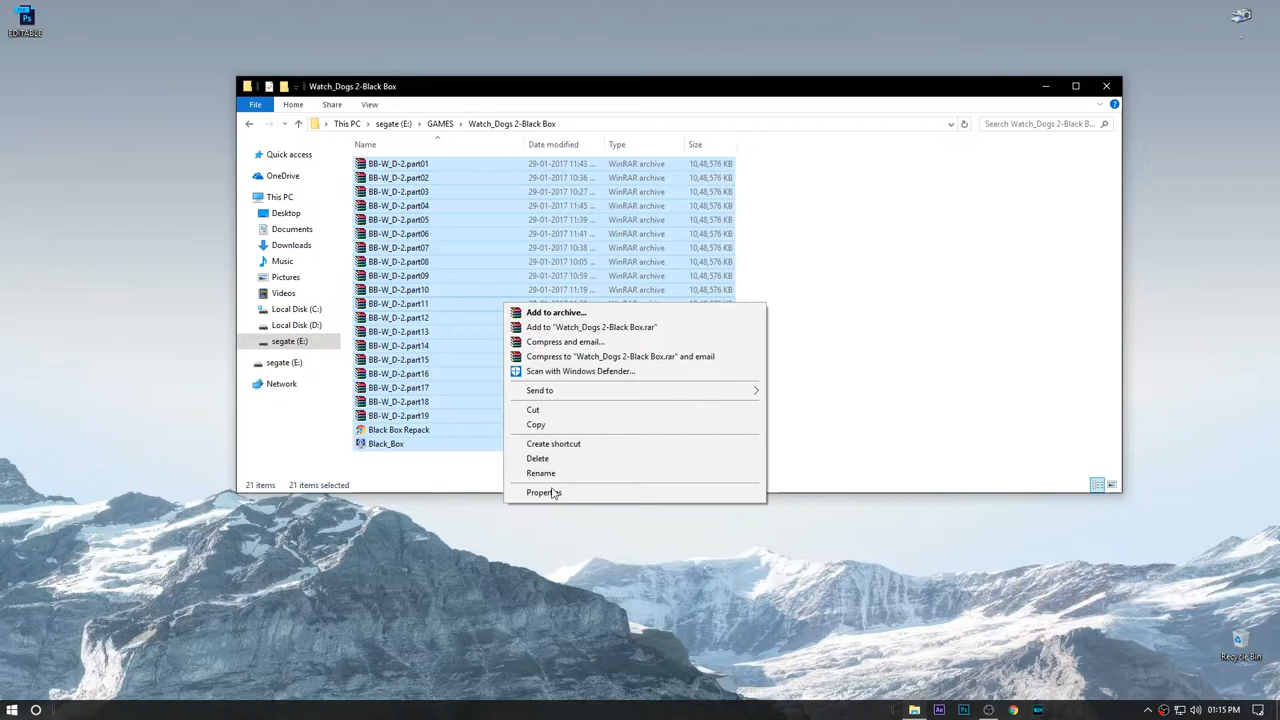 EDITABLE
Watch_Dogs 2-Black Box
File Home Share View
This PC > segate (E:) > GAMES > Watch_Dogs 2-Black Box
Search Watch_Dogs 2-Black B...
Name Date modified Type Size
Quick access
OneDrive
This PC
Desktop
Documents
Downloads
Music
Pictures
Videos
Local Disk (C:)
Local Disk (D:)
segate (E:)
segate (E:)
Network
BB-W_D-2.part01 29-01-2017 11:43 ... WinRAR archive 10,48,576 KB
BB-W_D-2.part02 29-01-2017 10:36 ... WinRAR archive 10,48,576 KB
BB-W_D-2.part03 29-01-2017 10:27 ... WinRAR archive 10,48,576 KB
BB-W_D-2.part04 29-01-2017 11:45 ... WinRAR archive 10,48,576 KB
BB-W_D-2.part05 29-01-2017 11:39 ... WinRAR archive 10,48,576 KB
BB-W_D-2.part06 29-01-2017 11:41 ... WinRAR archive 10,48,576 KB
BB-W_D-2.part07 29-01-2017 10:38 ... WinRAR archive 10,48,576 KB
BB-W_D-2.part08 29-01-2017 10:05 ... WinRAR archive 10,48,576 KB
BB-W_D-2.part09 29-01-2017 10:59 ... WinRAR archive 10,48,576 KB
BB-W_D-2.part10 29-01-2017 11:19 ... WinRAR archive 10,48,576 KB
BB-W_D-2.part11
BB-W_D-2.part12
BB-W_D-2.part13
BB-W_D-2.part14
BB-W_D-2.part15
BB-W_D-2.part16
BB-W_D-2.part17
BB-W_D-2.part18
BB-W_D-2.part19
Black Box Repack
Black_Box
Add to archive...
Add to "Watch_Dogs 2-Black Box.rar"
Compress and email...
Compress to "Watch_Dogs 2-Black Box.rar" and email
Scan with Windows Defender...
Send to
Cut
Copy
Create shortcut
Delete
Rename
Properties
21 items 21 items selected
Recycle Bin
01:15 PM